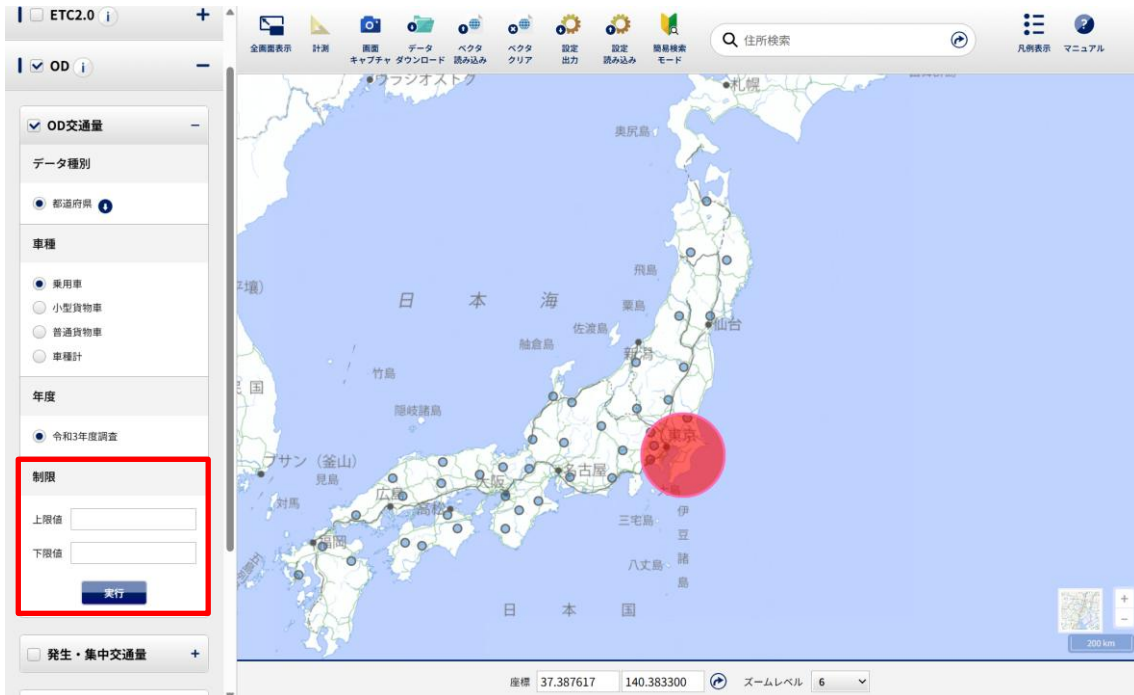 ETC2.0 i +
OD i −
OD交通量 −
データ種別
都道府県
車種
乗用車
小型貨物車
普通貨物車
車種計
年度
令和3年度調査
制限
上限値
下限値
実行
発生・集中交通量 +
全画面表示
計測
画面
キャプチャ
データ
ダウンロード
ベクタ
読み込み
ベクタ
クリア
設定
出力
設定
読み込み
簡易検索
モード
住所検索
凡例表示
?
マニュアル
ウラジオストク
札幌
奥尻島
飛島
日本海
粟島
佐渡島
仙台
舳倉島
新潟
竹島
国
隠岐諸島
東京
プサン（釜山）
見島
名古屋
大阪
広島
対馬
高松
三宅島
伊豆諸島
福岡
八丈島
日本国
+
−
200 km
座標 37.387617 140.383300 ズームレベル 6